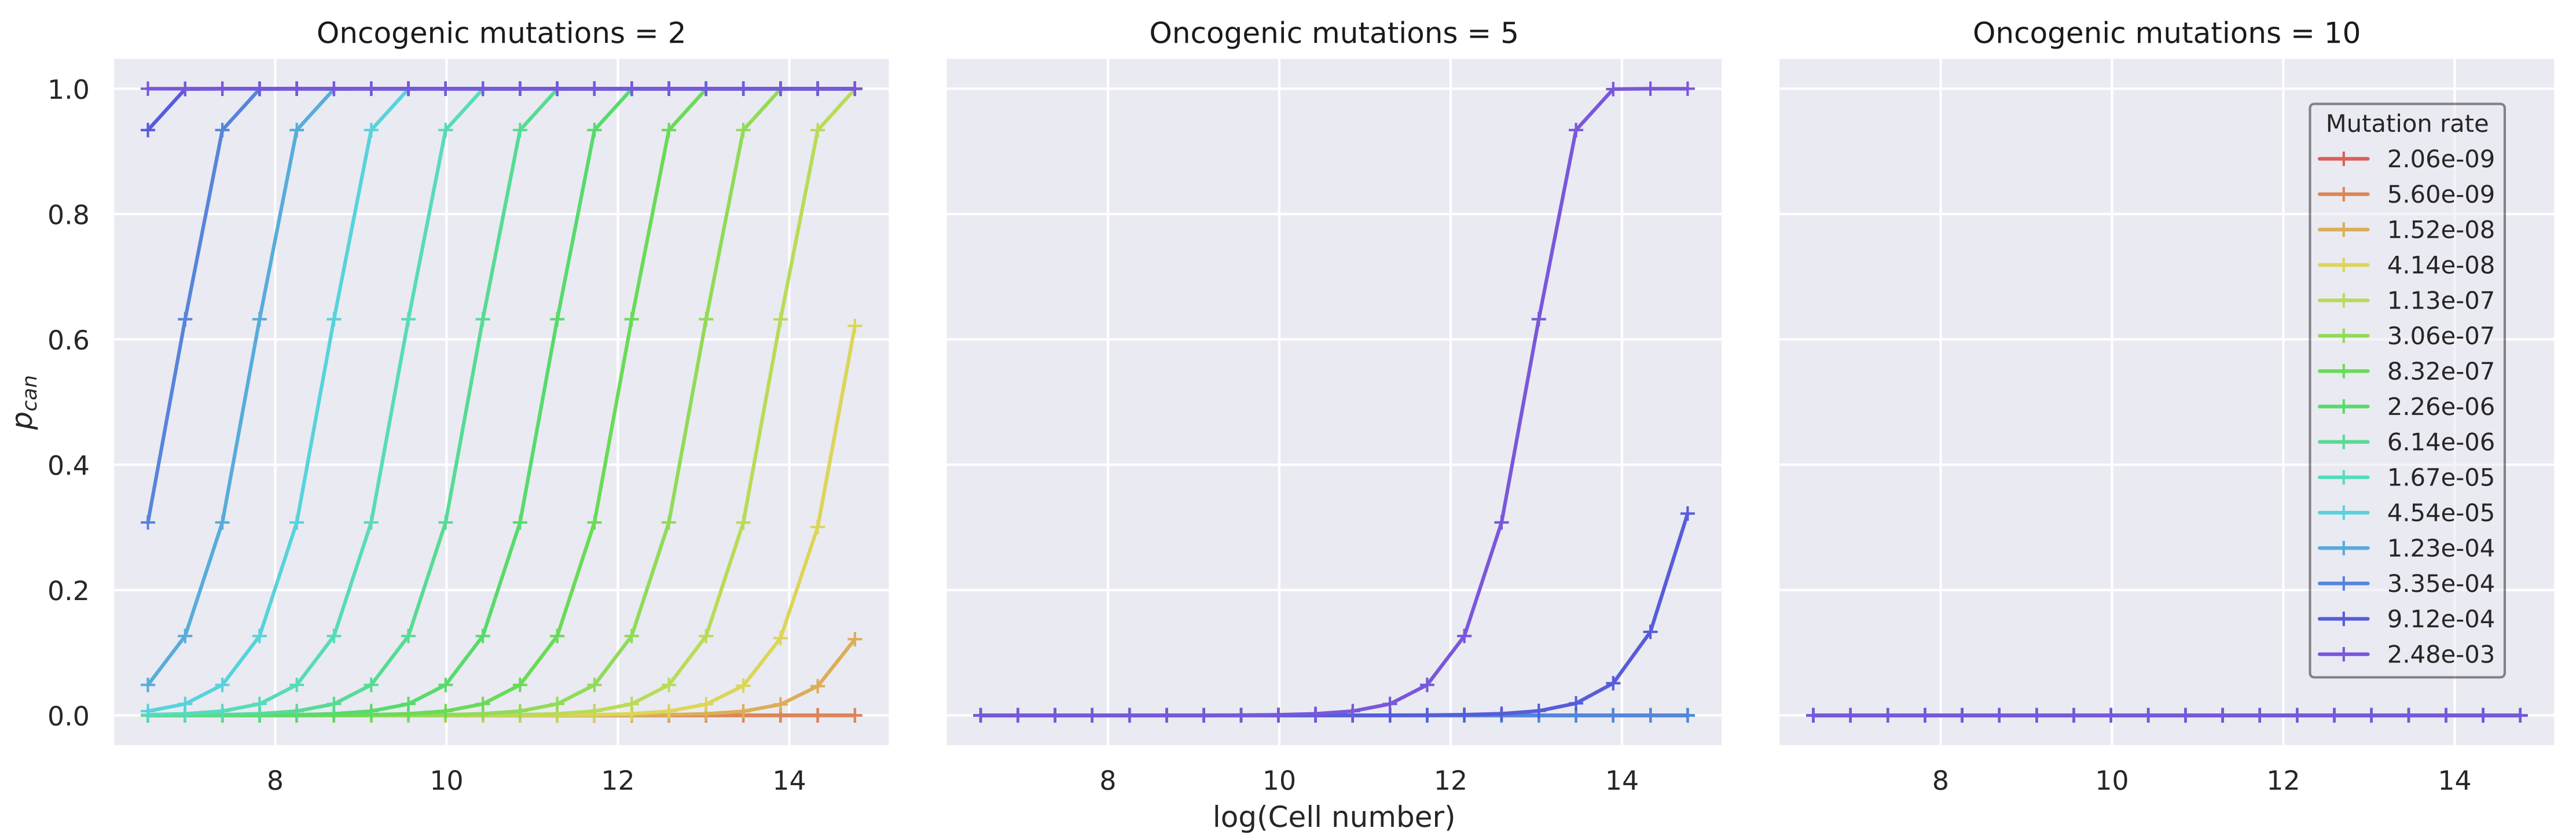 Oncogenic mutations = 2
Oncogenic mutations = 5
Oncogenic mutations = 10
1.0
0.8
0.6
0.4
0.2
0.0
p_can
8 10 12 14
8 10 12 14
8 10 12 14
log(Cell number)
Mutation rate
2.06e-09
5.60e-09
1.52e-08
4.14e-08
1.13e-07
3.06e-07
8.32e-07
2.26e-06
6.14e-06
1.67e-05
4.54e-05
1.23e-04
3.35e-04
9.12e-04
2.48e-03